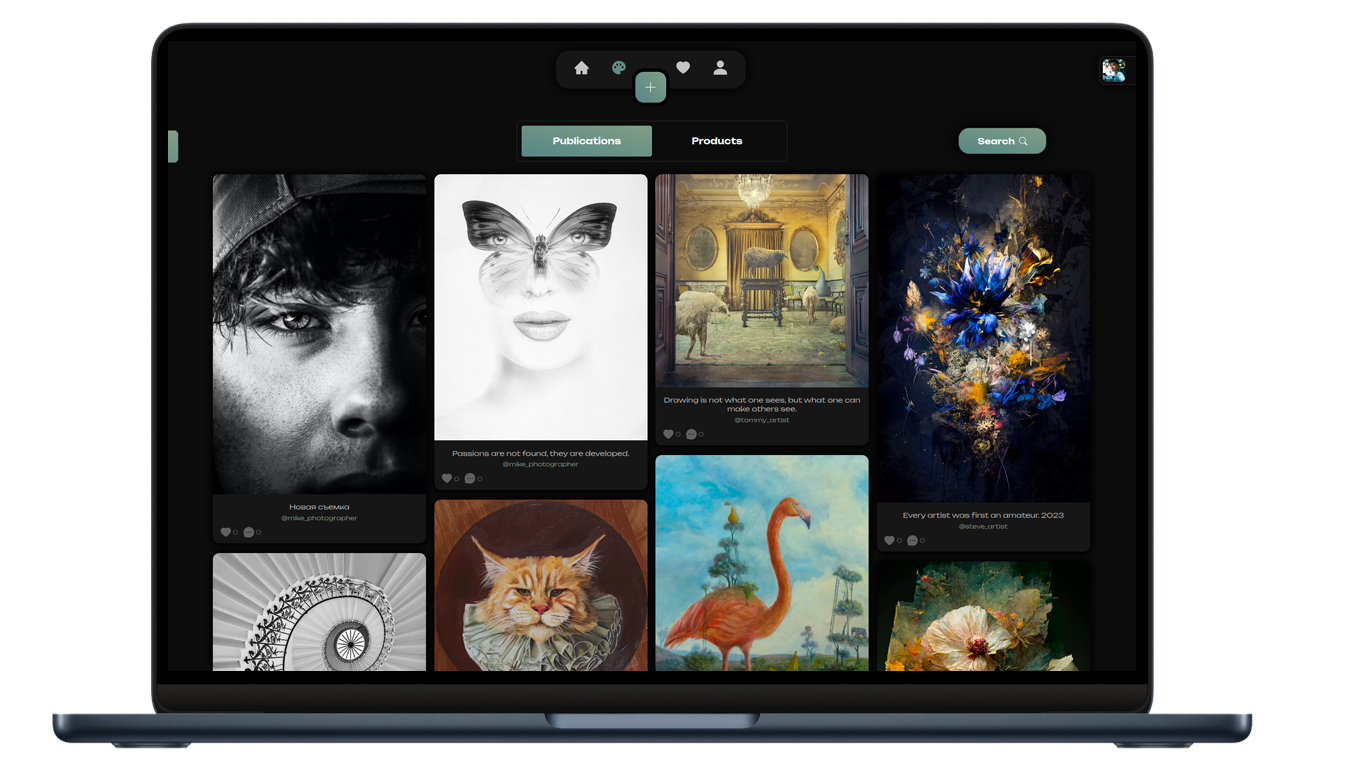 Publications
Products
Search
Новая съемка
@mike_photographer
0 0
Passions are not found, they are developed.
@mike_photographer
0 0
Drawing is not what one sees, but what one can
make others see.
@tommy_artist
0 0
Every artist was first an amateur. 2023
@steve_artist
0 0